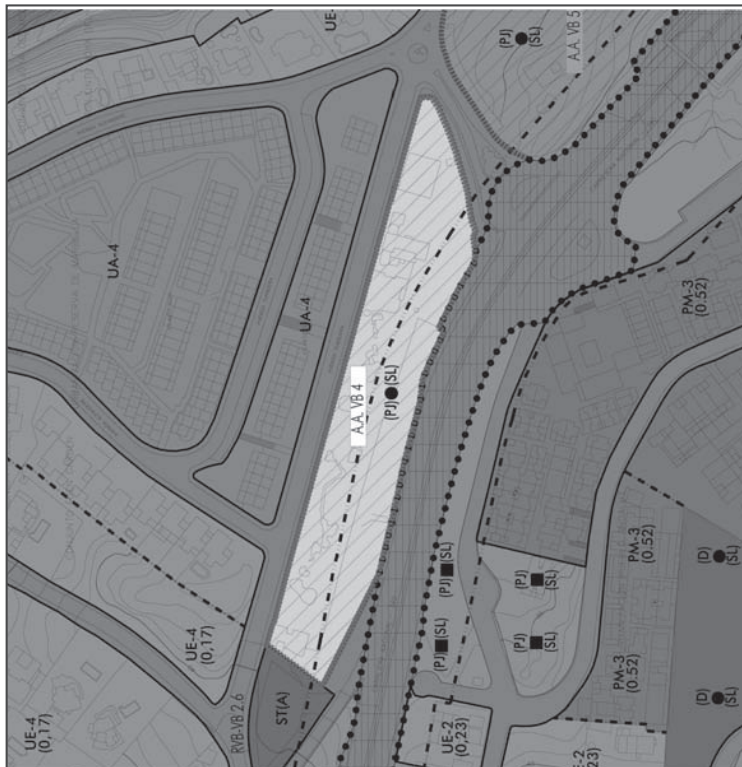 (PJ)
(SL)
A.A. VB 5
UE-
UA-4
UA-4
A.A. VB 4
(PJ)
(SL)
PM-3
(0.52)
UE-4
(0,17)
UE-4
(0,17)
RVB-VB 2.6
ST(A)
(PJ)
(SL)
(PJ)
(SL)
(PJ)
(SL)
(PJ)
(SL)
PM-3
(0.52)
PM-3
(0.52)
(D)
(SL)
(D)
(SL)
UE-2
(0,23)
E-2
23)